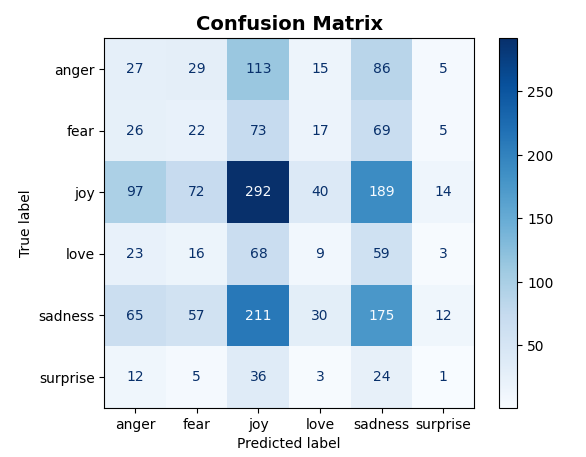 Confusion Matrix
anger 27 29 113 15 86 5
fear 26 22 73 17 69 5
joy 97 72 292 40 189 14
love 23 16 68 9 59 3
sadness 65 57 211 30 175 12
surprise 12 5 36 3 24 1
anger fear joy love sadness surprise
Predicted label
True label
250
200
150
100
50